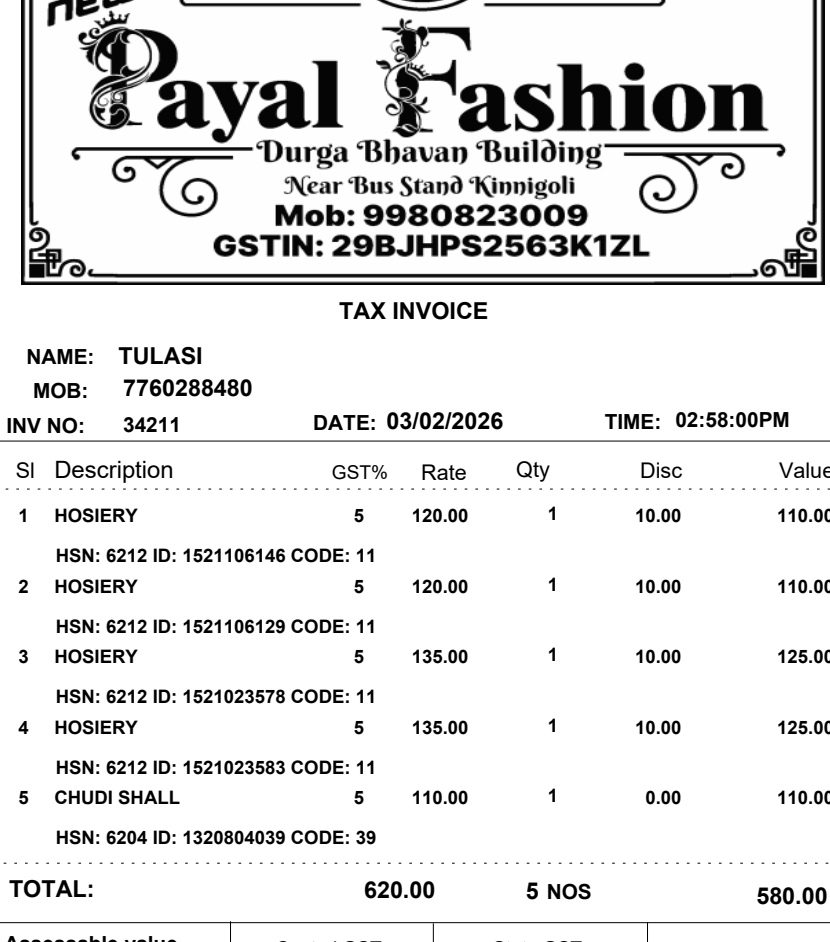 new
Payal Fashion
Durga Bhavan Building
Near Bus Stand Kinnigoli
Mob: 9980823009
GSTIN: 29BJHPS2563K1ZL
TAX INVOICE
NAME: TULASI
MOB: 7760288480
INV NO: 34211 DATE: 03/02/2026 TIME: 02:58:00PM
Sl Description GST% Rate Qty Disc Value
1 HOSIERY 5 120.00 1 10.00 110.00
HSN: 6212 ID: 1521106146 CODE: 11
2 HOSIERY 5 120.00 1 10.00 110.00
HSN: 6212 ID: 1521106129 CODE: 11
3 HOSIERY 5 135.00 1 10.00 125.00
HSN: 6212 ID: 1521023578 CODE: 11
4 HOSIERY 5 135.00 1 10.00 125.00
HSN: 6212 ID: 1521023583 CODE: 11
5 CHUDI SHALL 5 110.00 1 0.00 110.00
HSN: 6204 ID: 1320804039 CODE: 39
TOTAL: 620.00 5 NOS 580.00